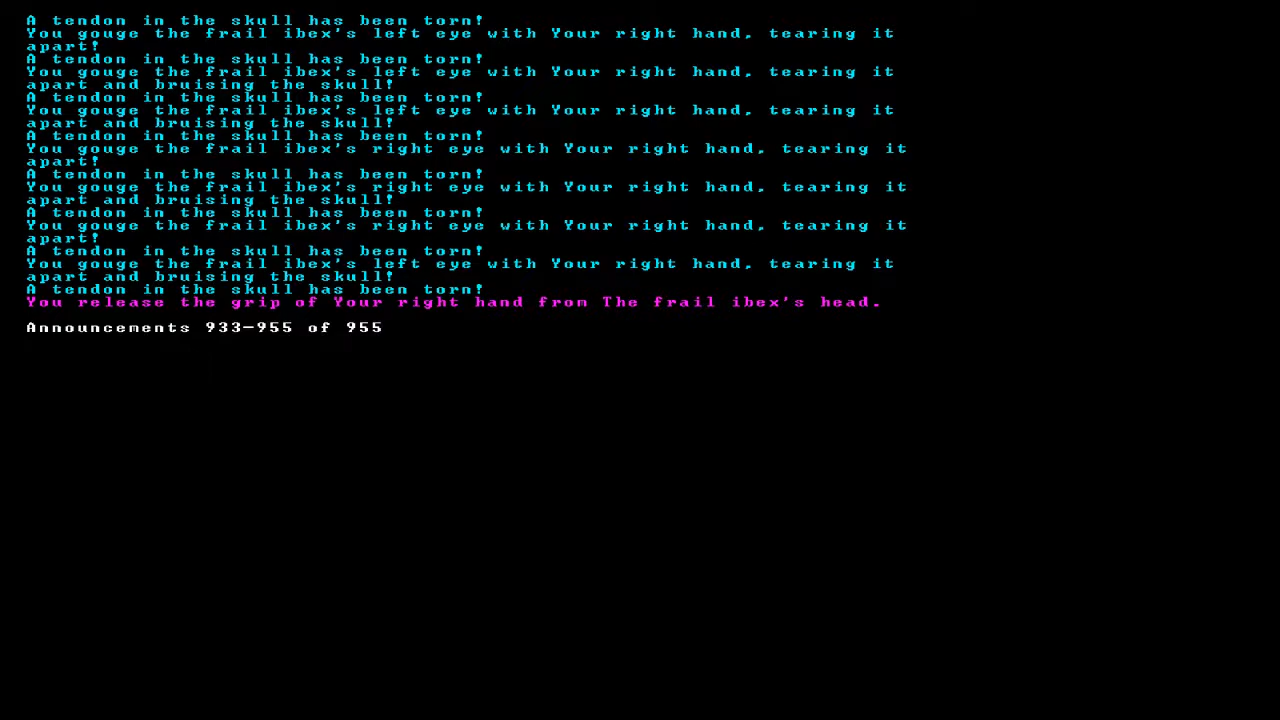 A tendon in the skull has been torn!
You gouge the frail ibex's left eye with Your right hand, tearing it
apart!
A tendon in the skull has been torn!
You gouge the frail ibex's left eye with Your right hand, tearing it
apart and bruising the skull!
A tendon in the skull has been torn!
You gouge the frail ibex's left eye with Your right hand, tearing it
apart and bruising the skull!
A tendon in the skull has been torn!
You gouge the frail ibex's right eye with Your right hand, tearing it
apart!
A tendon in the skull has been torn!
You gouge the frail ibex's right eye with Your right hand, tearing it
apart and bruising the skull!
A tendon in the skull has been torn!
You gouge the frail ibex's right eye with Your right hand, tearing it
apart!
A tendon in the skull has been torn!
You gouge the frail ibex's left eye with Your right hand, tearing it
apart and bruising the skull!
A tendon in the skull has been torn!
You release the grip of Your right hand from The frail ibex's head.
Announcements 933-955 of 955